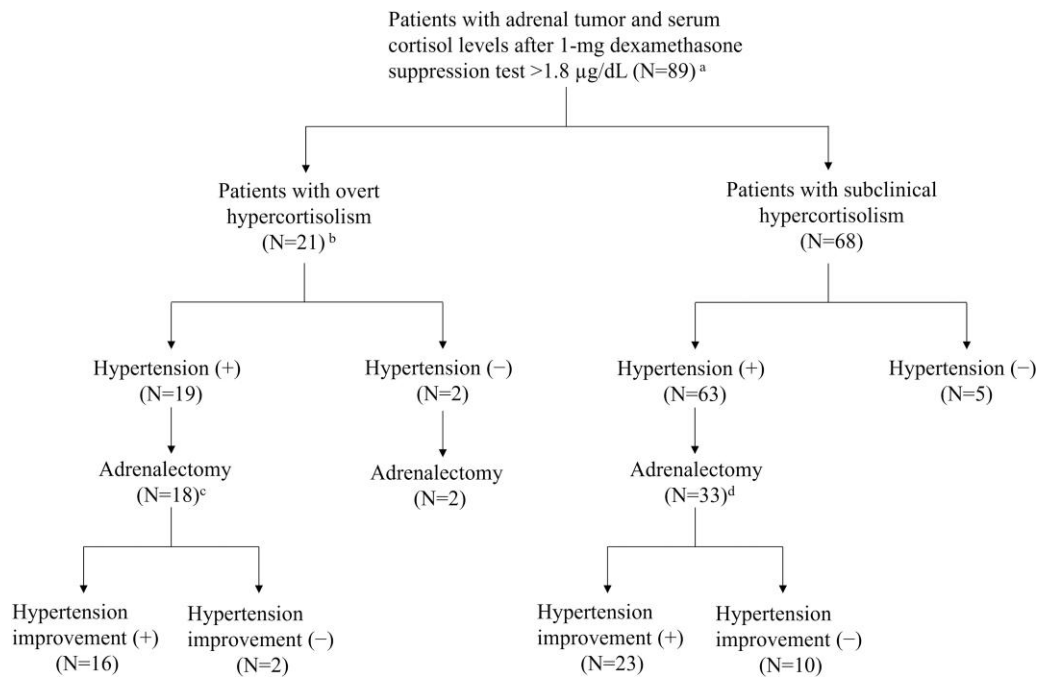 Patients with adrenal tumor and serum
cortisol levels after 1-mg dexamethasone
suppression test >1.8 µg/dL (N=89) a
Patients with overt
hypercortisolism
(N=21) b
Patients with subclinical
hypercortisolism
(N=68)
Hypertension (+)
(N=19)
Hypertension (−)
(N=2)
Hypertension (+)
(N=63)
Hypertension (−)
(N=5)
Adrenalectomy
(N=18)c
Adrenalectomy
(N=2)
Adrenalectomy
(N=33)d
Hypertension
improvement (+)
(N=16)
Hypertension
improvement (−)
(N=2)
Hypertension
improvement (+)
(N=23)
Hypertension
improvement (−)
(N=10)